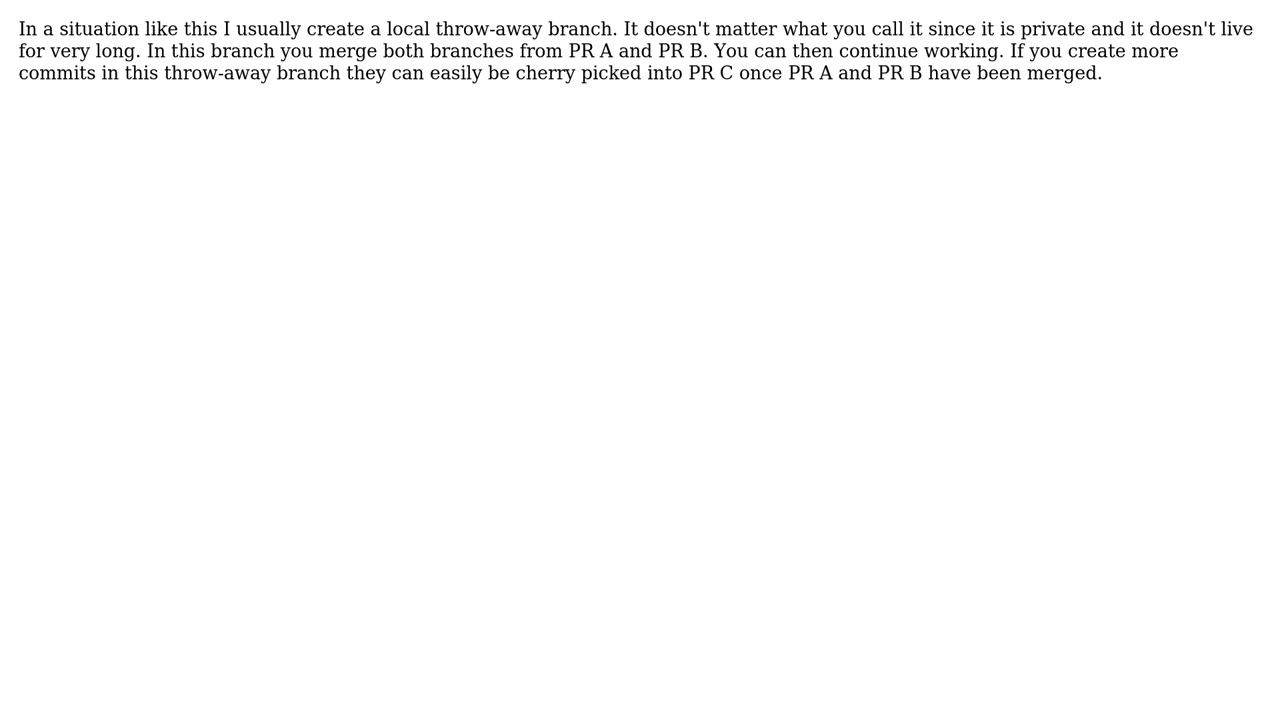 In a situation like this I usually create a local throw-away branch. It doesn't matter what you call it since it is private and it doesn't live
for very long. In this branch you merge both branches from PR A and PR B. You can then continue working. If you create more
commits in this throw-away branch they can easily be cherry picked into PR C once PR A and PR B have been merged.